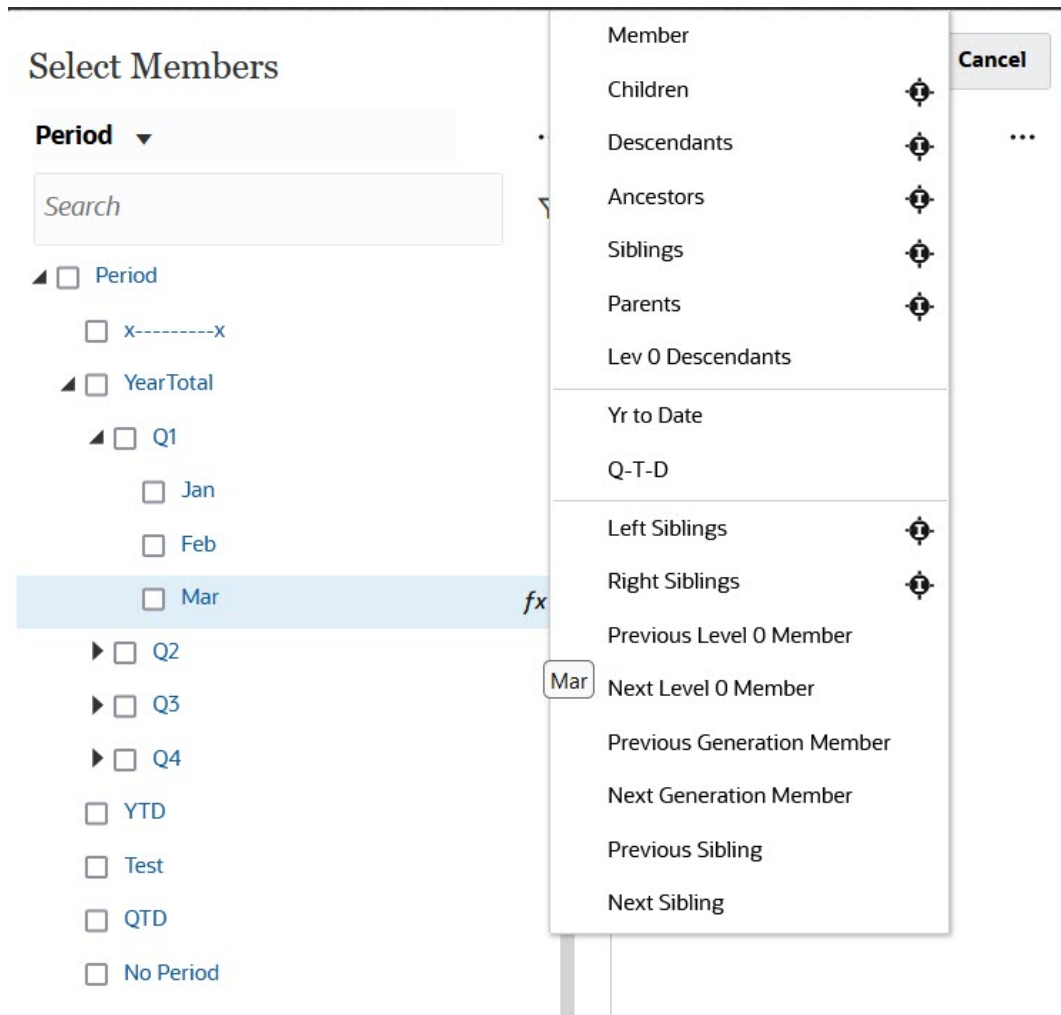 Select Members
Period
Search
Period
x---------x
YearTotal
Q1
Jan
Feb
Mar
fx
Q2
Q3
Q4
YTD
Test
QTD
No Period
Mar
Member
Children
Descendants
Ancestors
Siblings
Parents
Lev 0 Descendants
Yr to Date
Q-T-D
Left Siblings
Right Siblings
Previous Level 0 Member
Next Level 0 Member
Previous Generation Member
Next Generation Member
Previous Sibling
Next Sibling
Cancel
...